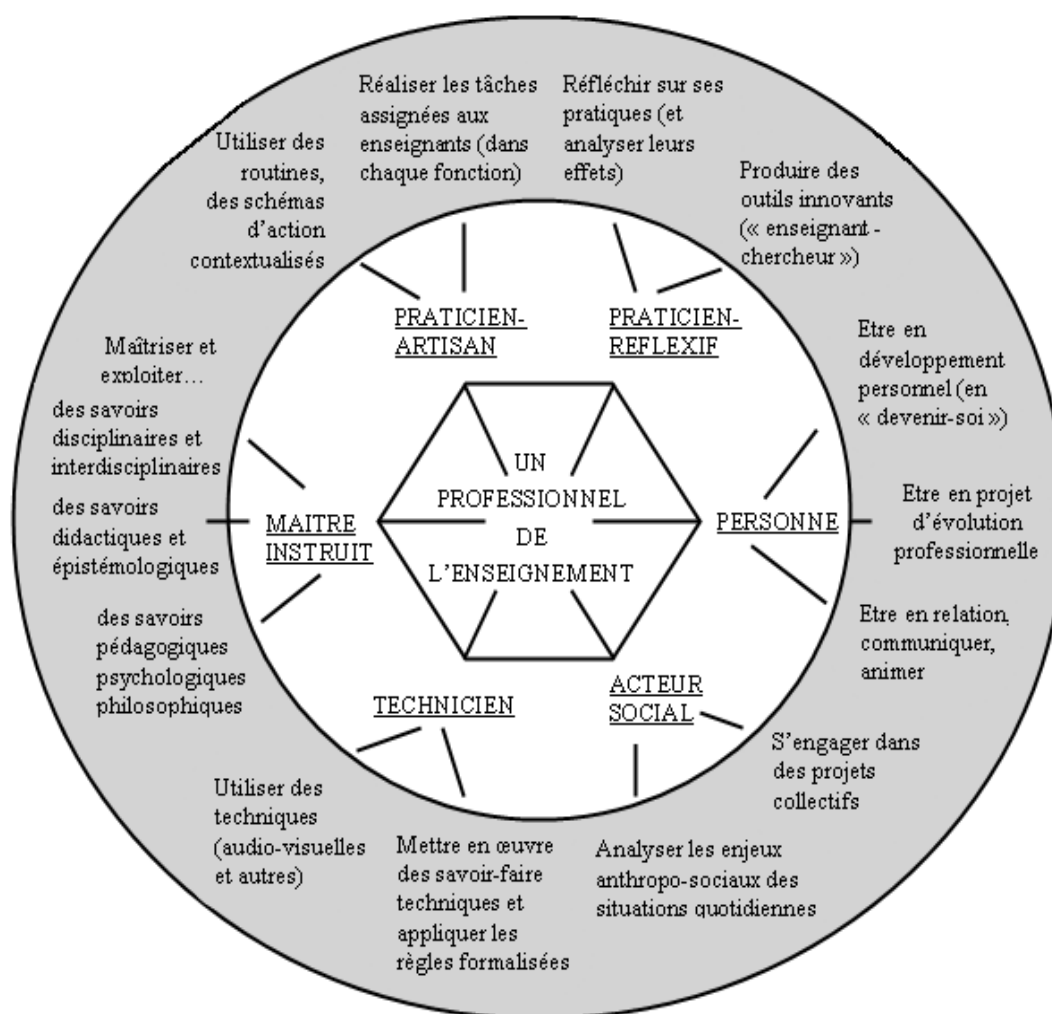 Réaliser les tâches
assignées aux
enseignants (dans
chaque fonction)
Réfléchir sur ses
pratiques (et
analyser leurs
effets)
Utiliser des
routines,
des schémas
d'action
contextualisés
Produire des
outils innovants
(« enseignant -
chercheur »)
PRATICIEN-
ARTISAN
PRATICIEN-
REFLEXIF
Maîtriser et
exploiter…
des savoirs
disciplinaires et
interdisciplinaires
des savoirs
didactiques et
épistémologiques
des savoirs
pédagogiques
psychologiques
philosophiques
MAITRE
INSTRUIT
UN
PROFESSIONNEL
DE
L'ENSEIGNEMENT
PERSONNE
Etre en
développement
personnel (en
« devenir-soi »)
Etre en projet
d'évolution
professionnelle
Etre en relation,
communiquer,
animer
TECHNICIEN
ACTEUR
SOCIAL
Utiliser des
techniques
(audio-visuelles
et autres)
Mettre en œuvre
des savoir-faire
techniques et
appliquer les
règles formalisées
Analyser les enjeux
anthropo-sociaux des
situations quotidiennes
S'engager dans
des projets
collectifs